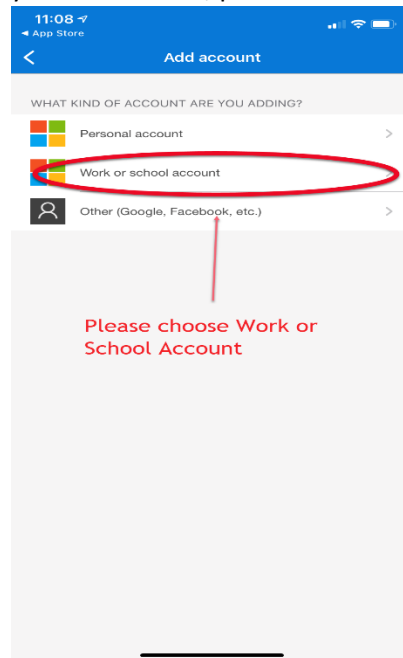 11:08
◄ App Store
Add account
WHAT KIND OF ACCOUNT ARE YOU ADDING?
Personal account
Work or school account
Other (Google, Facebook, etc.)
Please choose Work or
School Account